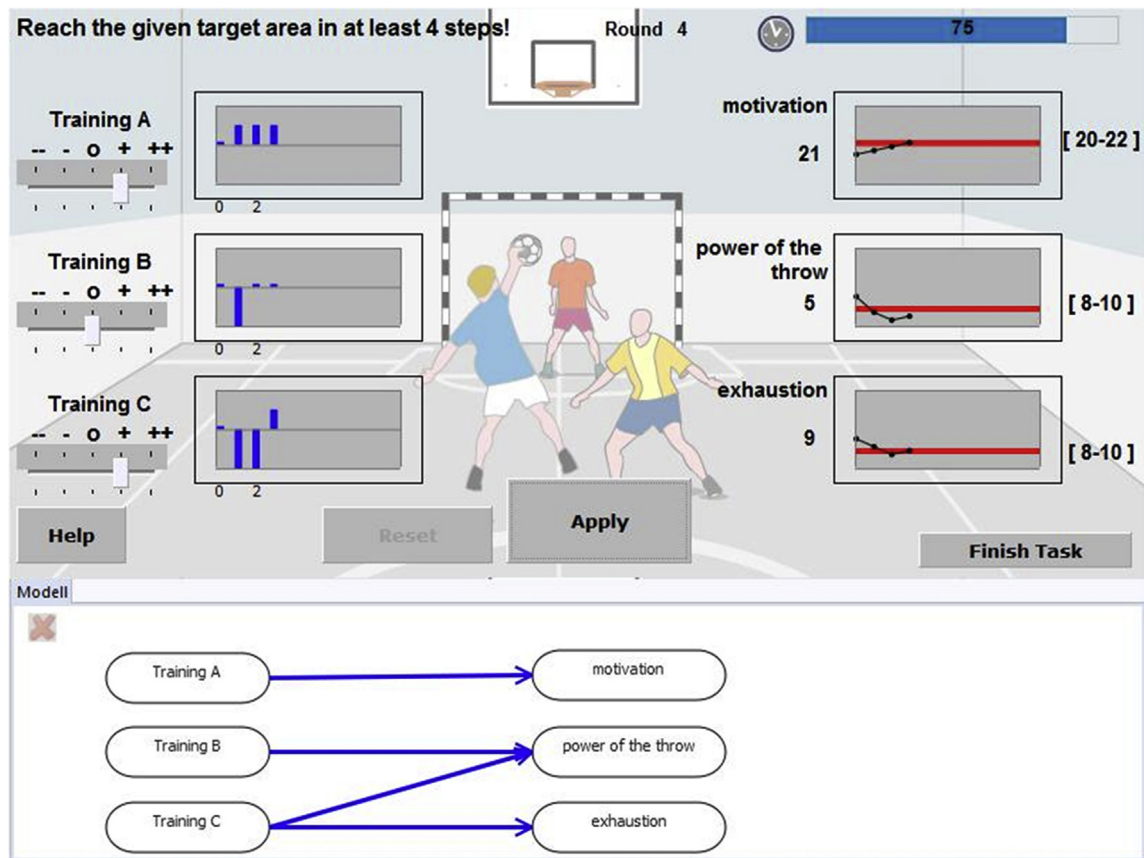 Reach the given target area in at least 4 steps!
Round 4
75
Training A
-- - o + ++
0 2
motivation
21
[ 20-22 ]
Training B
-- - o + ++
0 2
power of the
throw
5
[ 8-10 ]
Training C
-- - o + ++
0 2
exhaustion
9
[ 8-10 ]
Help
Reset
Apply
Finish Task
Modell
Training A
motivation
Training B
power of the throw
Training C
exhaustion